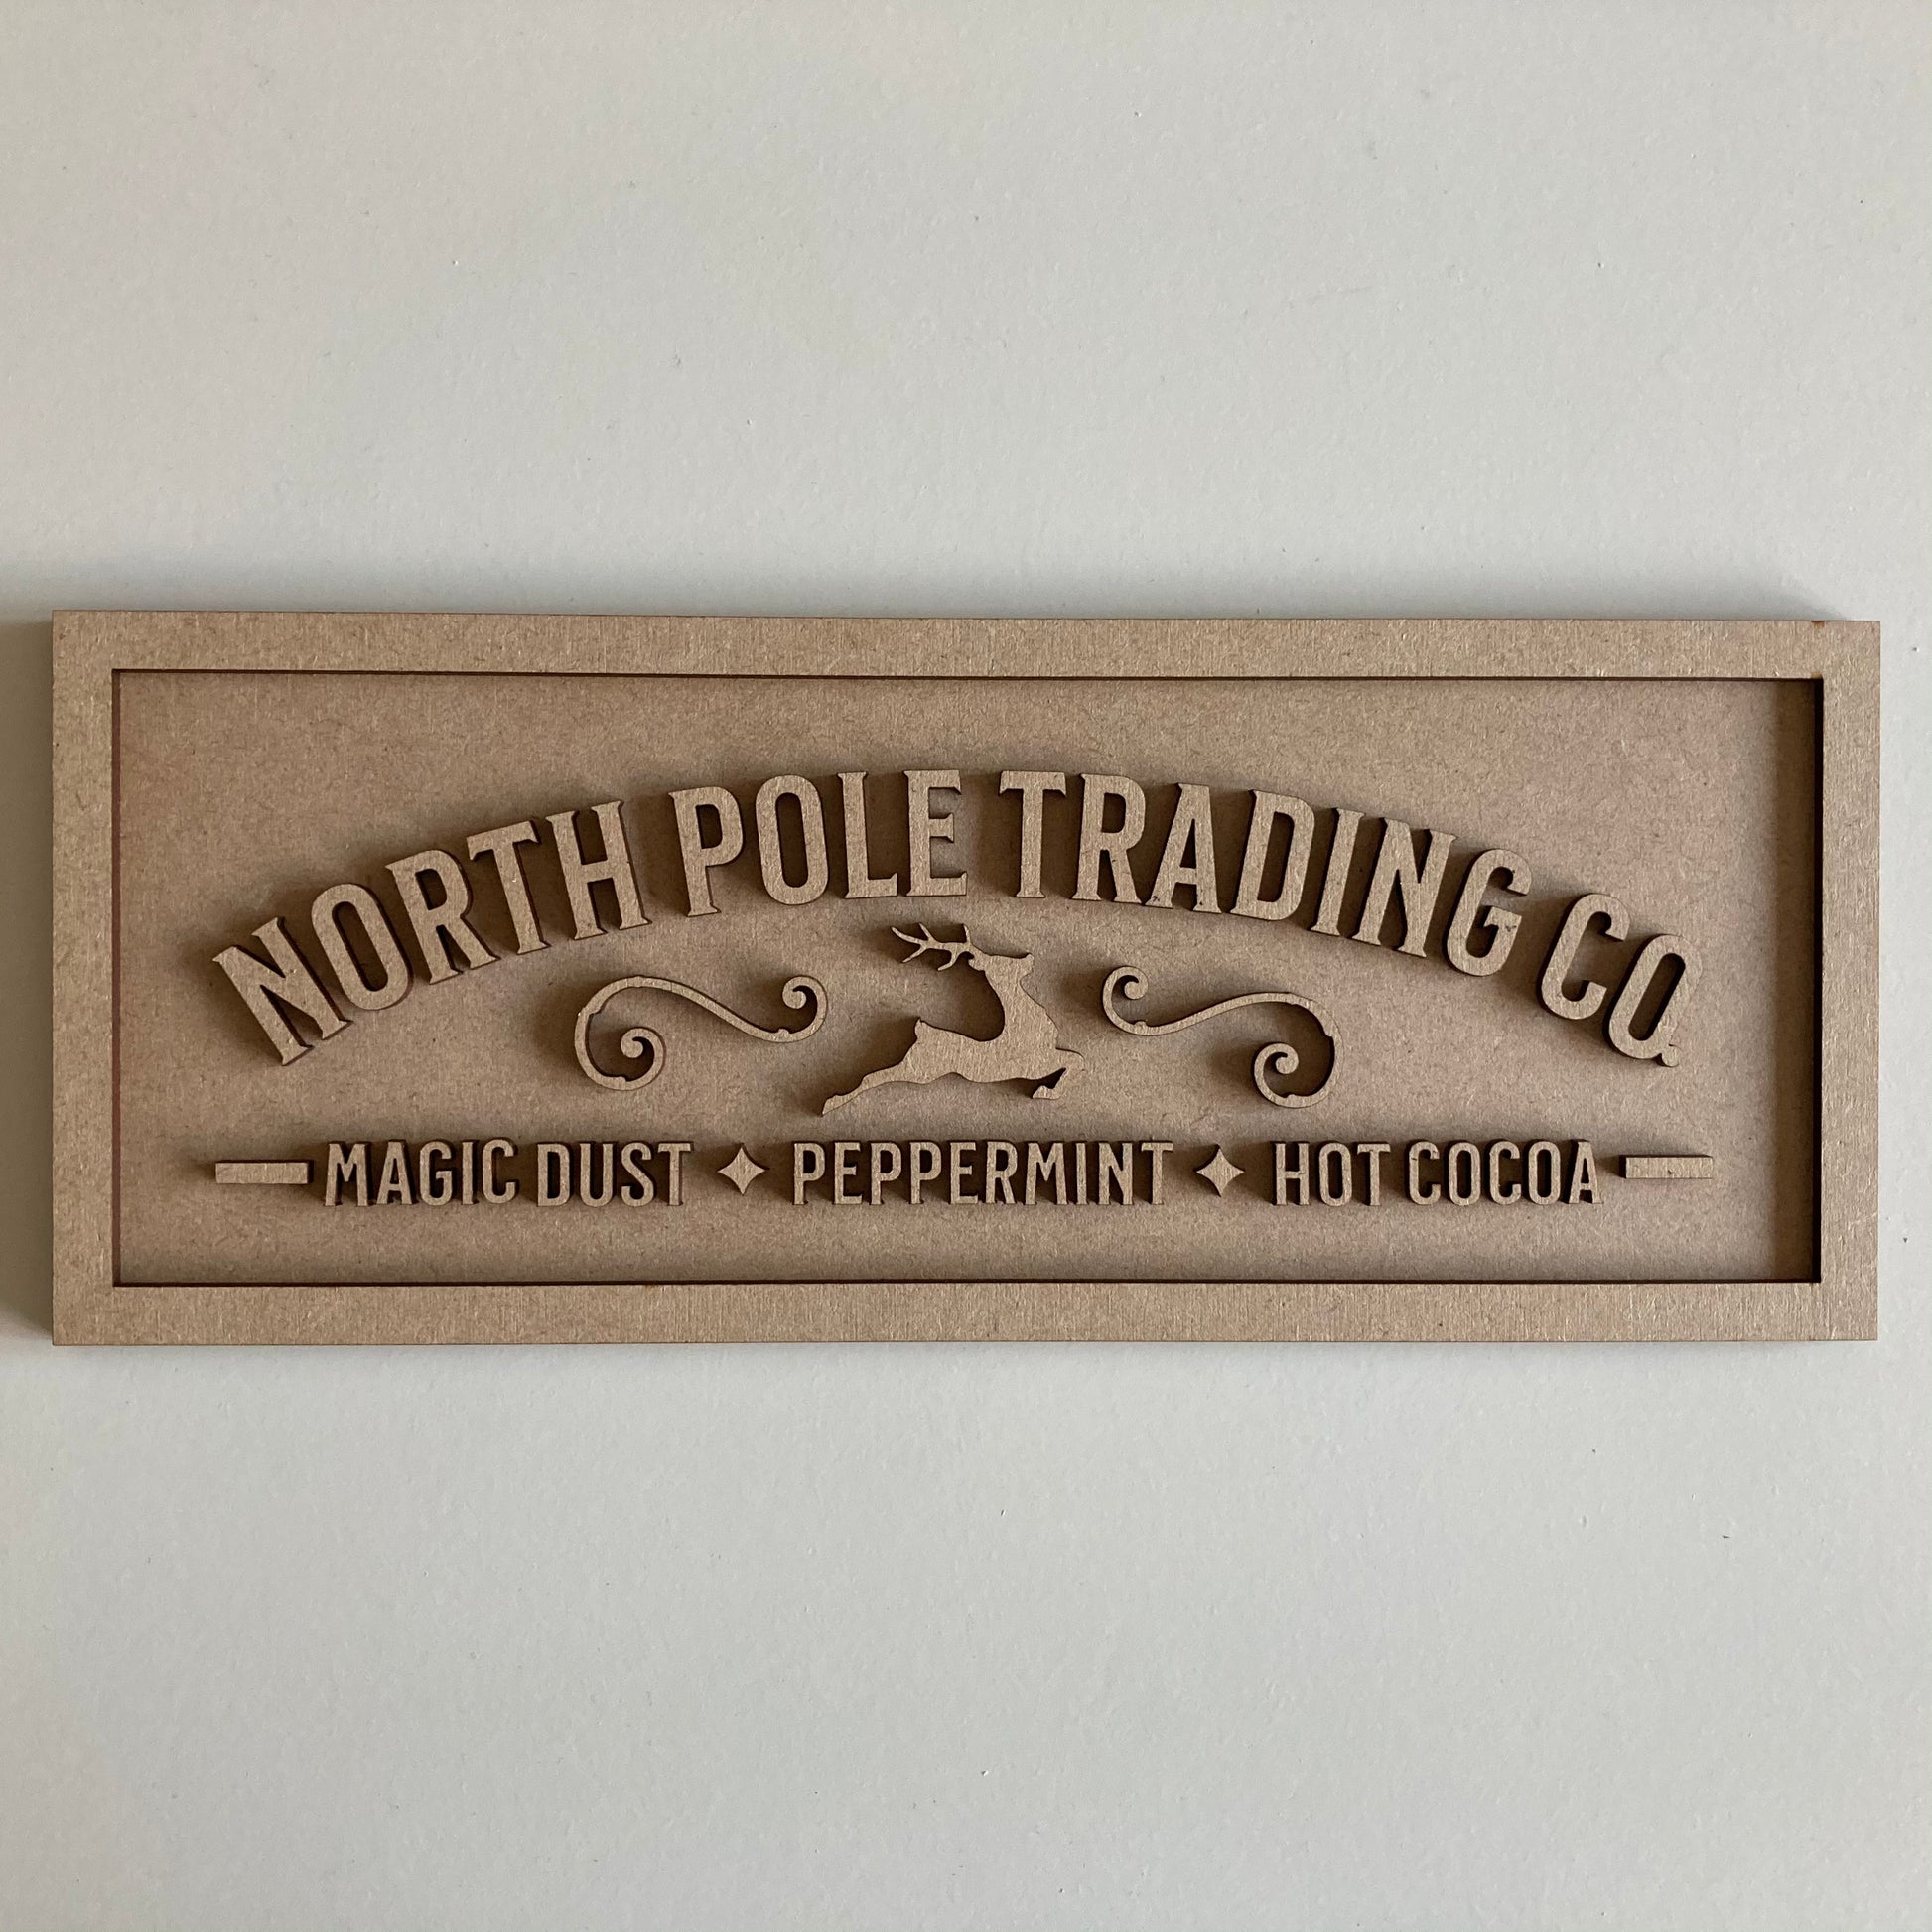 NORTH POLE TRADING CO.
MAGIC DUST ✦ PEPPERMINT ✦ HOT COCOA